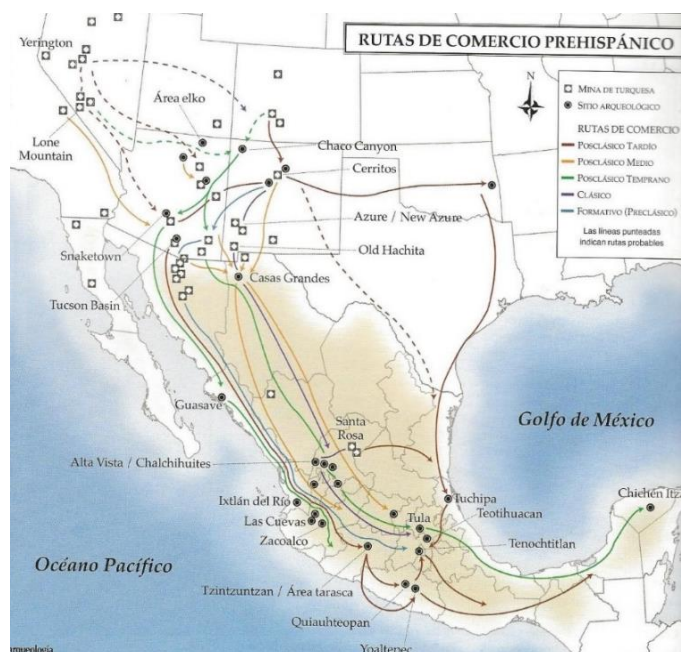 RUTAS DE COMERCIO PREHISPÁNICO
N
MINA DE TURQUESA
SITIO ARQUEOLÓGICO
RUTAS DE COMERCIO
POSCLÁSICO TARDÍO
POSCLÁSICO MEDIO
POSCLÁSICO TEMPRANO
CLÁSICO
FORMATIVO (PRECLÁSICO)
Las líneas punteadas
indican rutas probables
Yerington
Área elko
Lone
Mountain
Chaco Canyon
Cerritos
Azure / New Azure
Old Hachita
Snaketown
Tucson Basin
Casas Grandes
Guasave
Santa
Rosa
Golfo de México
Alta Vista / Chalchihuites
Ixtlán del Río
Las Cuevas
Zacoalco
Tuchipa
Tula
Teotihuacan
Tenochtitlan
Chichén Itzá
Océano Pacífico
Tzintzuntzan / Área tarasca
Quiauhteopan
Yoaltepec
arqueología